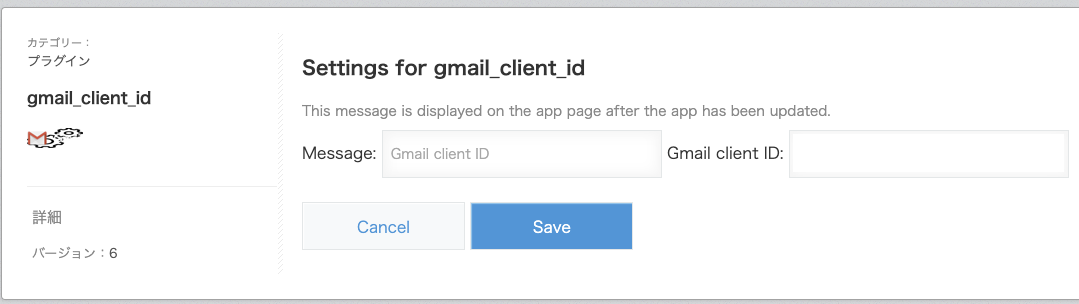 カテゴリー：
プラグイン
gmail_client_id
詳細
バージョン：6
Settings for gmail_client_id
This message is displayed on the app page after the app has been updated.
Message: Gmail client ID Gmail client ID:
Cancel Save